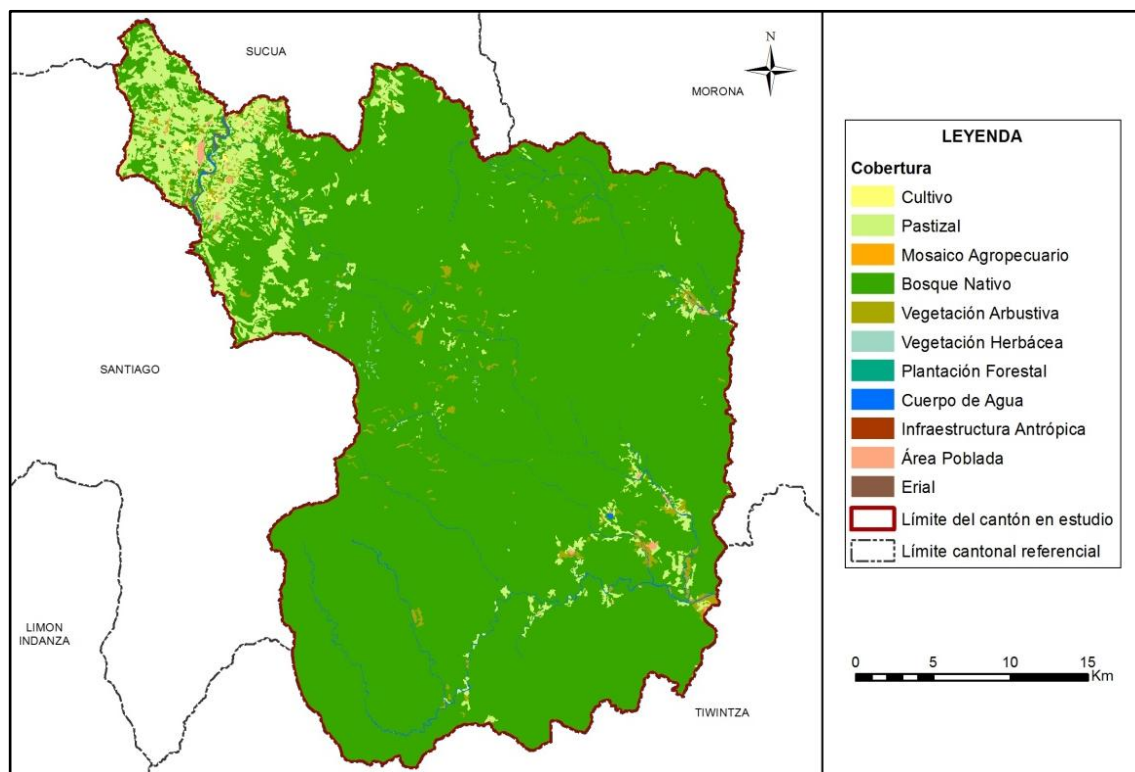 SUCUA
N
MORONA
SANTIAGO
LIMON
INDANZA
TIWINTZA
LEYENDA
Cobertura
Cultivo
Pastizal
Mosaico Agropecuario
Bosque Nativo
Vegetación Arbustiva
Vegetación Herbácea
Plantación Forestal
Cuerpo de Agua
Infraestructura Antrópica
Área Poblada
Erial
Límite del cantón en estudio
Límite cantonal referencial
0 5 10 15
Km